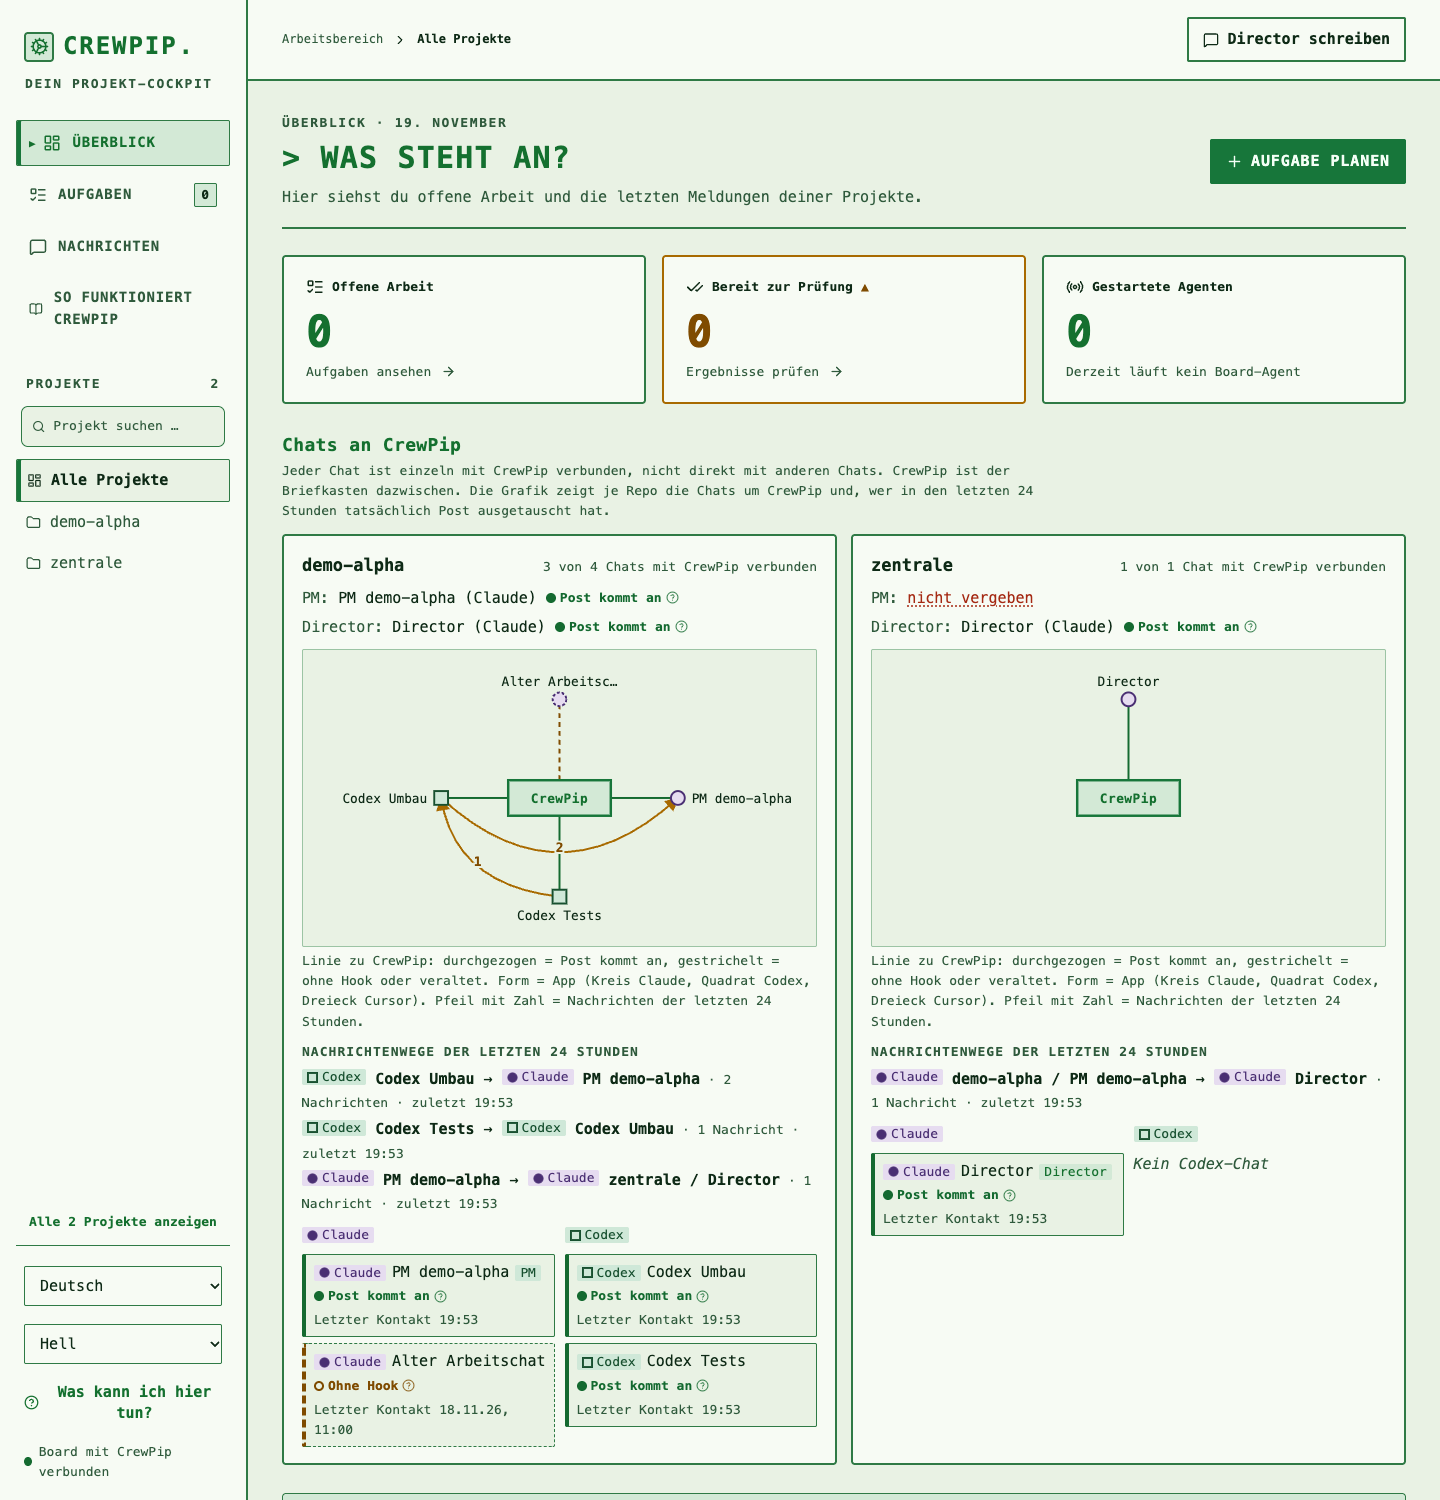 CREWPIP.
DEIN PROJEKT–COCKPIT
▸ ÜBERBLICK
AUFGABEN 0
NACHRICHTEN
SO FUNKTIONIERT
CREWPIP
PROJEKTE 2
Projekt suchen …
Alle Projekte
demo–alpha
zentrale
Alle 2 Projekte anzeigen
Deutsch
Hell
Was kann ich hier
tun?
Board mit CrewPip
verbunden
Arbeitsbereich > Alle Projekte
Director schreiben
ÜBERBLICK · 19. NOVEMBER
> WAS STEHT AN?
Hier siehst du offene Arbeit und die letzten Meldungen deiner Projekte.
+ AUFGABE PLANEN
Offene Arbeit
0
Aufgaben ansehen →
Bereit zur Prüfung ▲
0
Ergebnisse prüfen →
Gestartete Agenten
0
Derzeit läuft kein Board–Agent
Chats an CrewPip
Jeder Chat ist einzeln mit CrewPip verbunden, nicht direkt mit anderen Chats. CrewPip ist der
Briefkasten dazwischen. Die Grafik zeigt je Repo die Chats um CrewPip und, wer in den letzten 24
Stunden tatsächlich Post ausgetauscht hat.
demo–alpha 3 von 4 Chats mit CrewPip verbunden
PM: PM demo–alpha (Claude) Post kommt an ?
Director: Director (Claude) Post kommt an ?
Alter Arbeitsc…
Codex Umbau CrewPip PM demo–alpha
2
1
Codex Tests
Linie zu CrewPip: durchgezogen = Post kommt an, gestrichelt =
ohne Hook oder veraltet. Form = App (Kreis Claude, Quadrat Codex,
Dreieck Cursor). Pfeil mit Zahl = Nachrichten der letzten 24
Stunden.
NACHRICHTENWEGE DER LETZTEN 24 STUNDEN
Codex Codex Umbau → Claude PM demo–alpha · 2
Nachrichten · zuletzt 19:53
Codex Codex Tests → Codex Codex Umbau · 1 Nachricht ·
zuletzt 19:53
Claude PM demo–alpha → Claude zentrale / Director · 1
Nachricht · zuletzt 19:53
Claude
Claude PM demo–alpha PM
Post kommt an ?
Letzter Kontakt 19:53
Claude Alter Arbeitschat
Ohne Hook ?
Letzter Kontakt 18.11.26,
11:00
Codex
Codex Codex Umbau
Post kommt an ?
Letzter Kontakt 19:53
Codex Codex Tests
Post kommt an ?
Letzter Kontakt 19:53
zentrale 1 von 1 Chat mit CrewPip verbunden
PM: nicht vergeben
Director: Director (Claude) Post kommt an ?
Director
CrewPip
Linie zu CrewPip: durchgezogen = Post kommt an, gestrichelt =
ohne Hook oder veraltet. Form = App (Kreis Claude, Quadrat Codex,
Dreieck Cursor). Pfeil mit Zahl = Nachrichten der letzten 24
Stunden.
NACHRICHTENWEGE DER LETZTEN 24 STUNDEN
Claude demo–alpha / PM demo–alpha → Claude Director ·
1 Nachricht · zuletzt 19:53
Claude
Claude Director Director
Post kommt an ?
Letzter Kontakt 19:53
Codex
Kein Codex–Chat